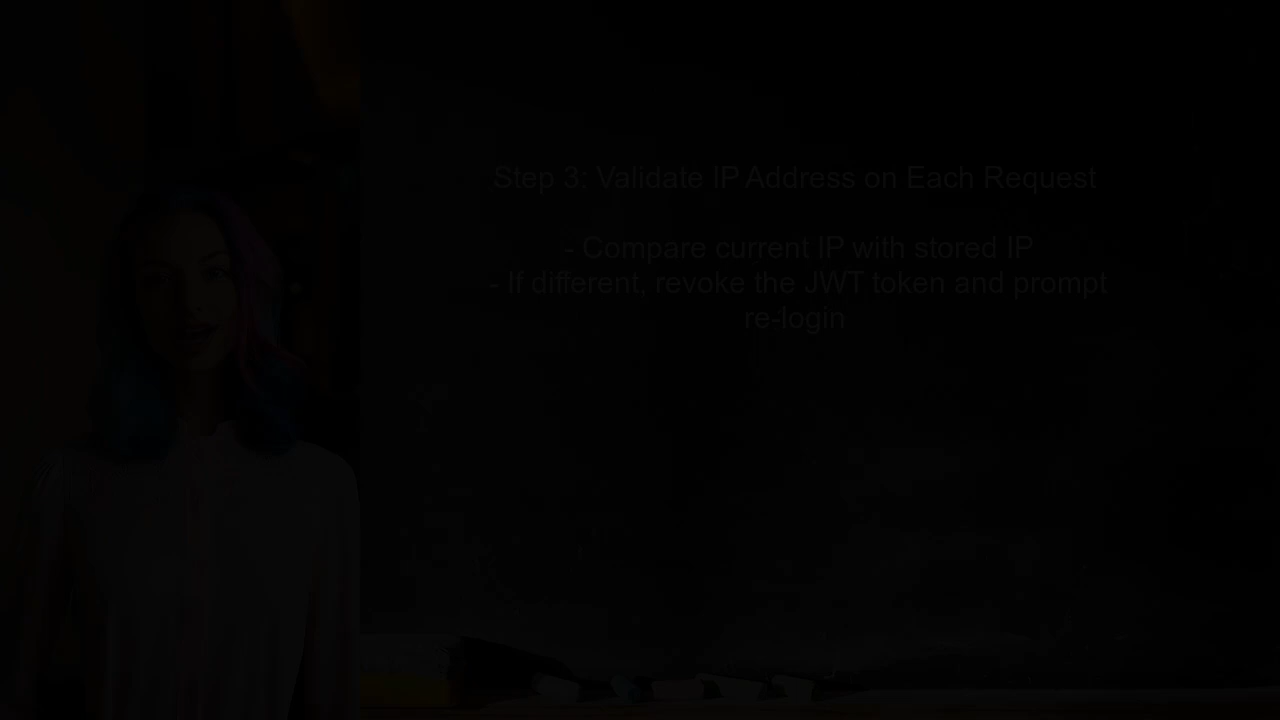 Step 3: Validate IP Address on Each Request
- Compare current IP with stored IP
- If different, revoke the JWT token and prompt
re-login